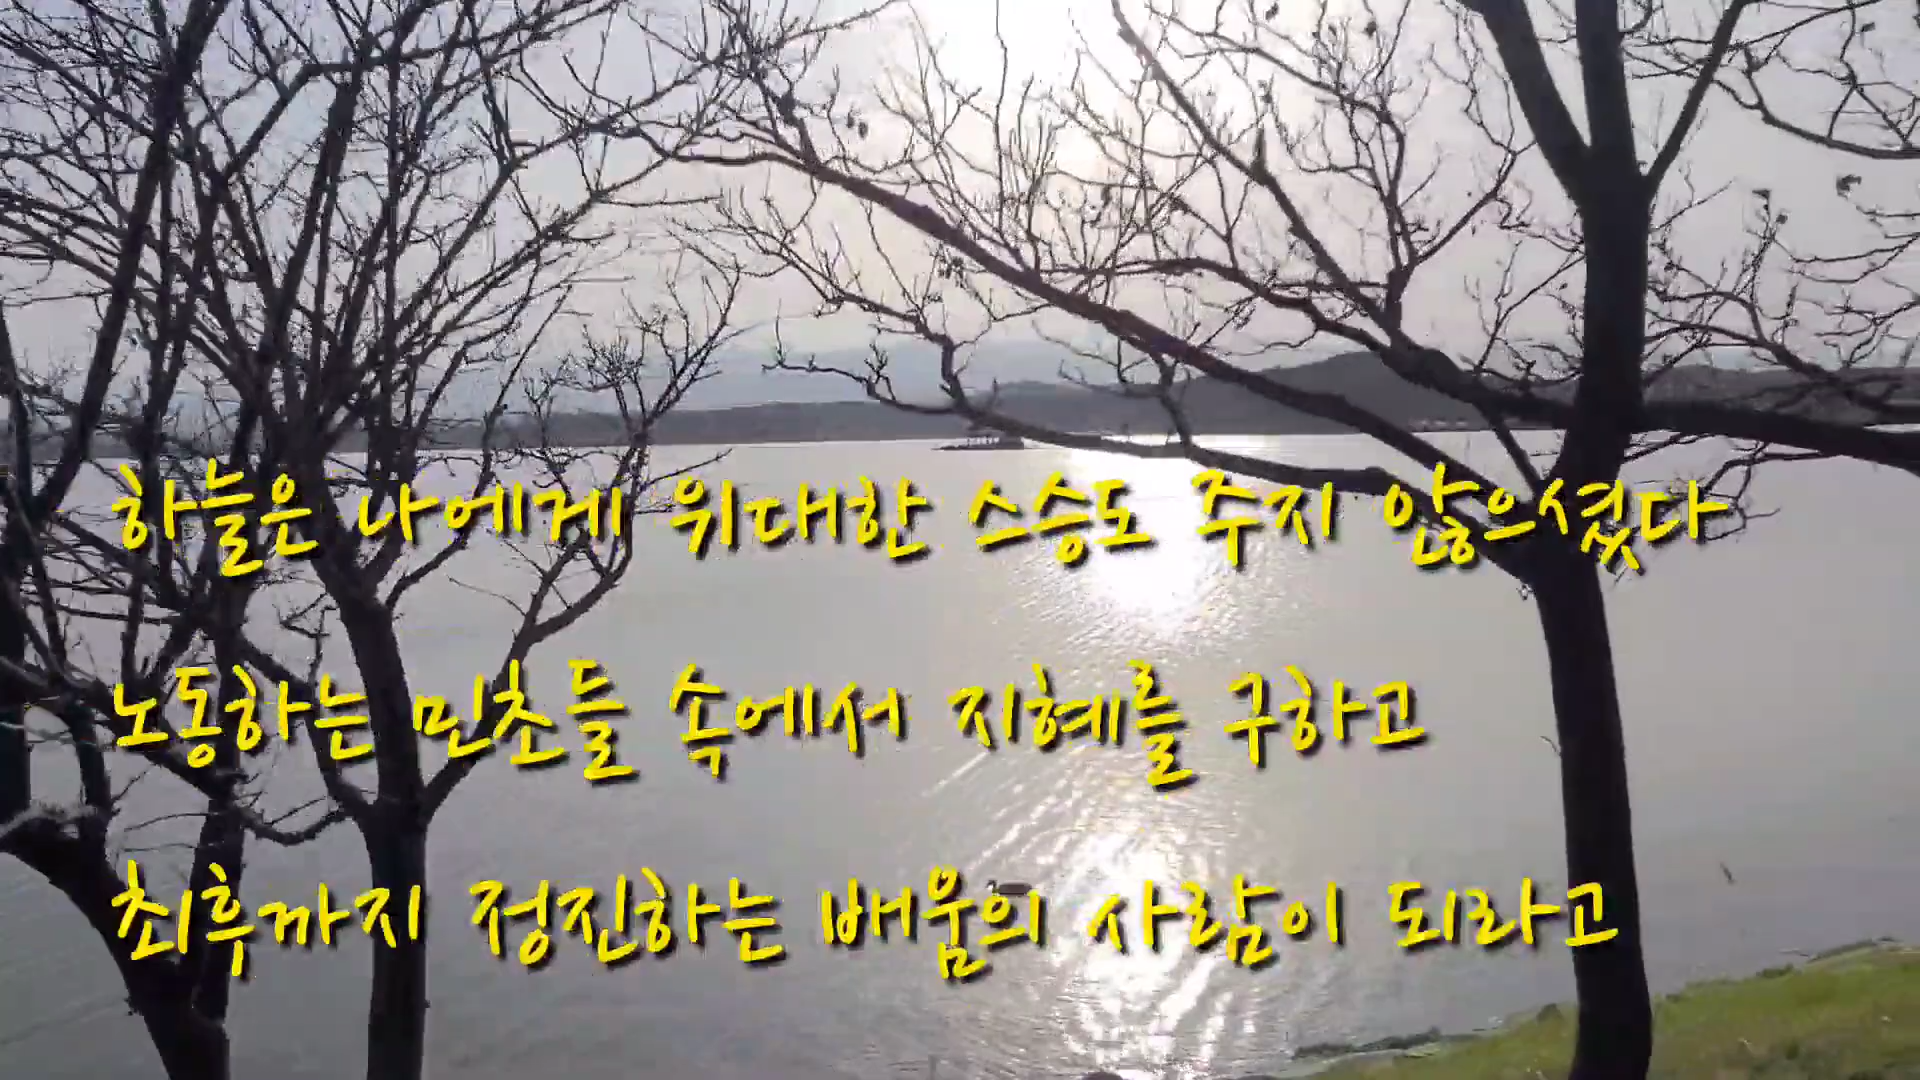 하늘은 나에게 위대한 스승도 주지 않으셨다
노동하는 민초들 속에서 지혜를 구하고
최후까지 정진하는 배움의 사람이 되라고